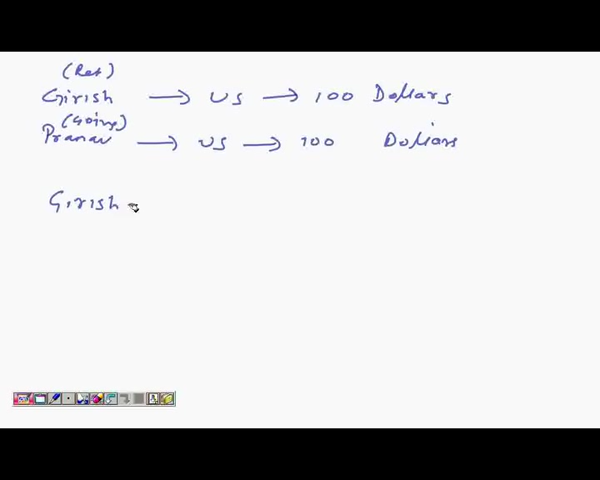 (Ret)
Girish → US → 100 Dollars
(Going)
Pranav → US → 100 Dollars
Girish -